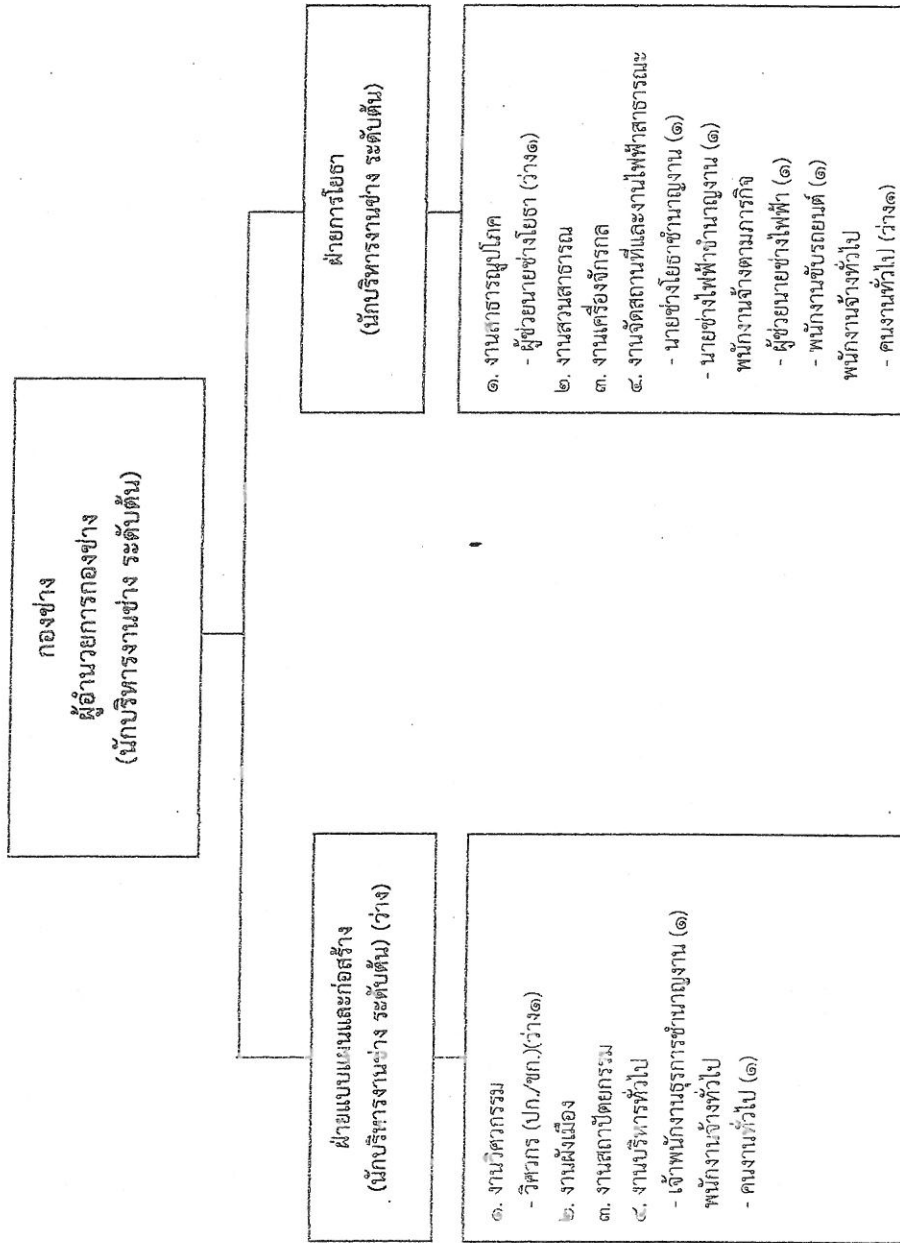 กองช่าง
ผู้อำนวยการกองช่าง
(นักบริหารงานช่าง ระดับต้น)
ฝ่ายแบบแผนและก่อสร้าง
(นักบริหารงานช่าง ระดับต้น) (ว่าง)
๑. งานวิศวกรรม
- วิศวกร (ปก./ชก.)(ว่าง๑)
๒. งานผังเมือง
๓. งานสถาปัตยกรรม
๔. งานบริหารทั่วไป
- เจ้าพนักงานธุรการชำนาญงาน (๑)
พนักงานจ้างทั่วไป
- คนงานทั่วไป (๑)
ฝ่ายการโยธา
(นักบริหารงานช่าง ระดับต้น)
๑. งานสาธารณูปโภค
- ผู้ช่วยนายช่างโยธา (ว่าง๑)
๒. งานสวนสาธารณ
๓. งานเครื่องจักรกล
๔. งานจัดสถานที่และงานไฟฟ้าสาธารณะ
- นายช่างโยธาชำนาญงาน (๑)
- นายช่างไฟฟ้าชำนาญงาน (๑)
พนักงานจ้างตามภารกิจ
- ผู้ช่วยนายช่างไฟฟ้า (๑)
- พนักงานขับรถยนต์ (๑)
พนักงานจ้างทั่วไป
- คนงานทั่วไป (ว่าง๑)